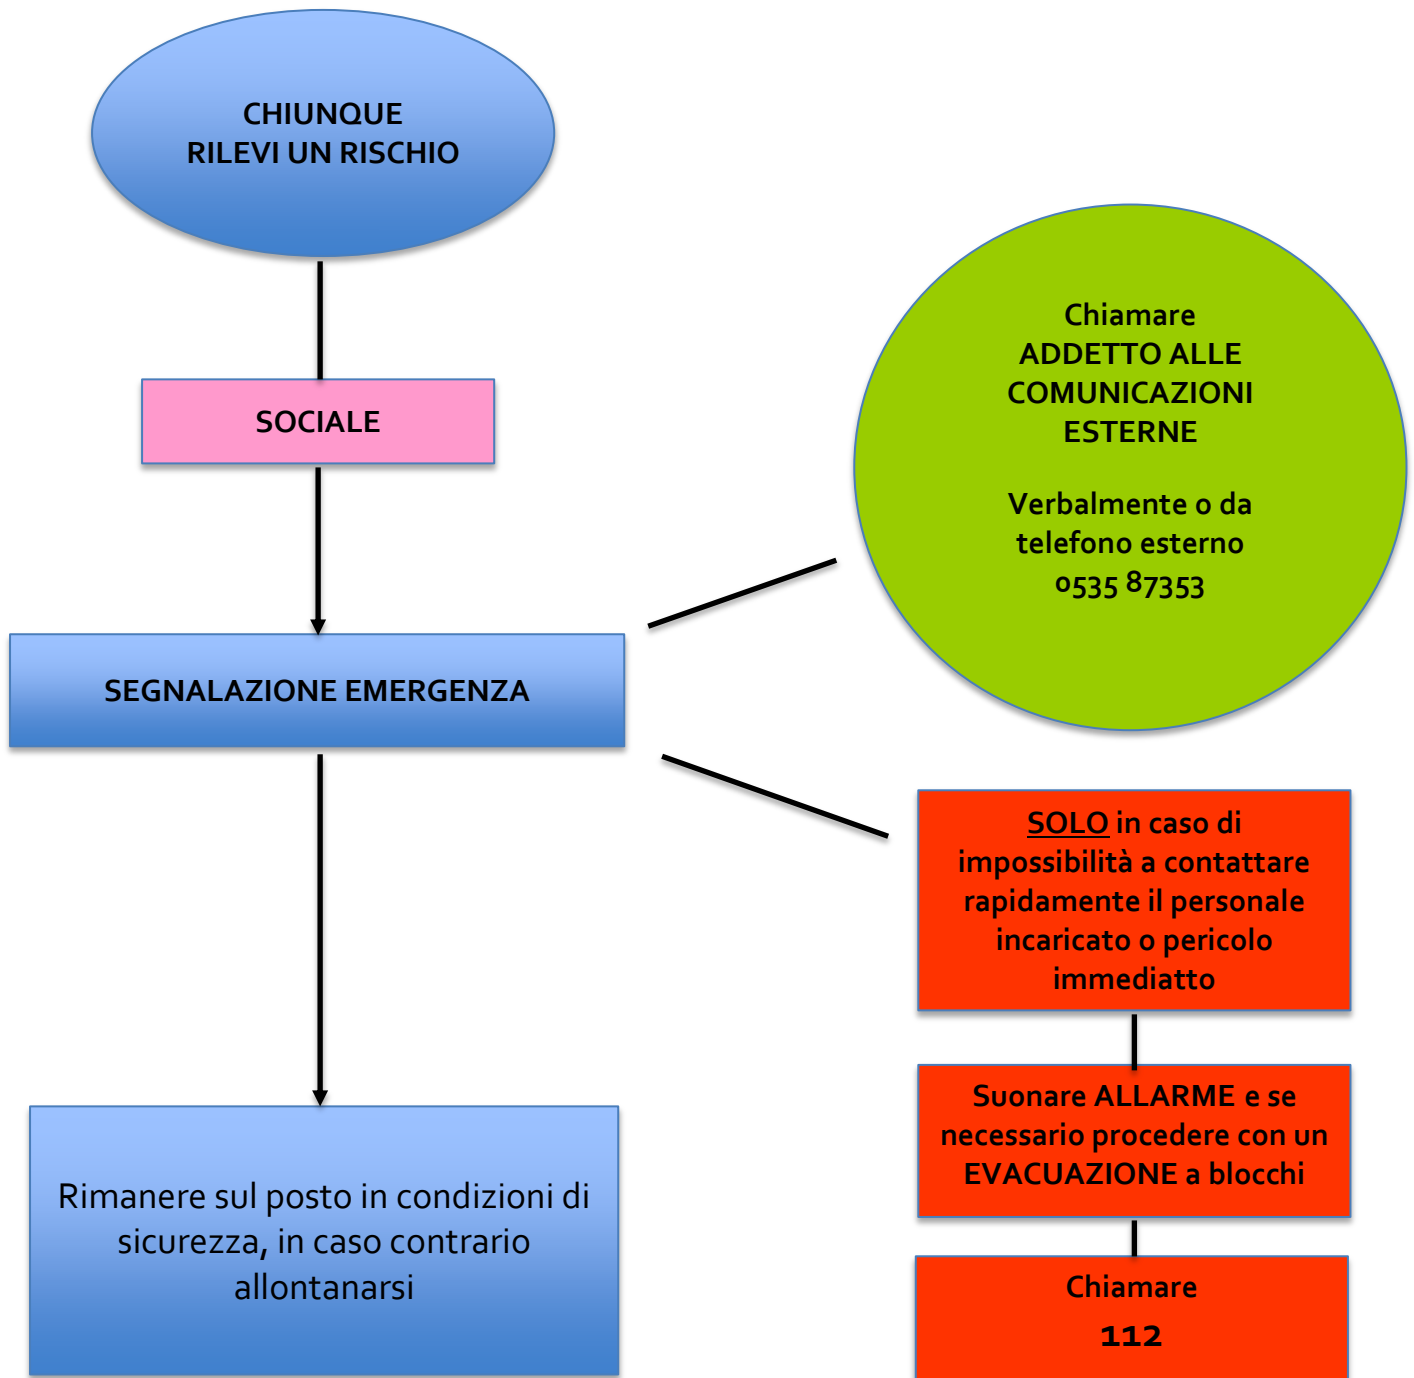 CHIUNQUE
RILEVI UN RISCHIO
SOCIALE
SEGNALAZIONE EMERGENZA
Chiamare
ADDETTO ALLE
COMUNICAZIONI
ESTERNE
Verbalmente o da
telefono esterno
0535 87353
SOLO in caso di
impossibilità a contattare
rapidamente il personale
incaricato o pericolo
immediatto
Suonare ALLARME e se
necessario procedere con un
EVACUAZIONE a blocchi
Chiamare
112
Rimanere sul posto in condizioni di
sicurezza, in caso contrario
allontanarsi